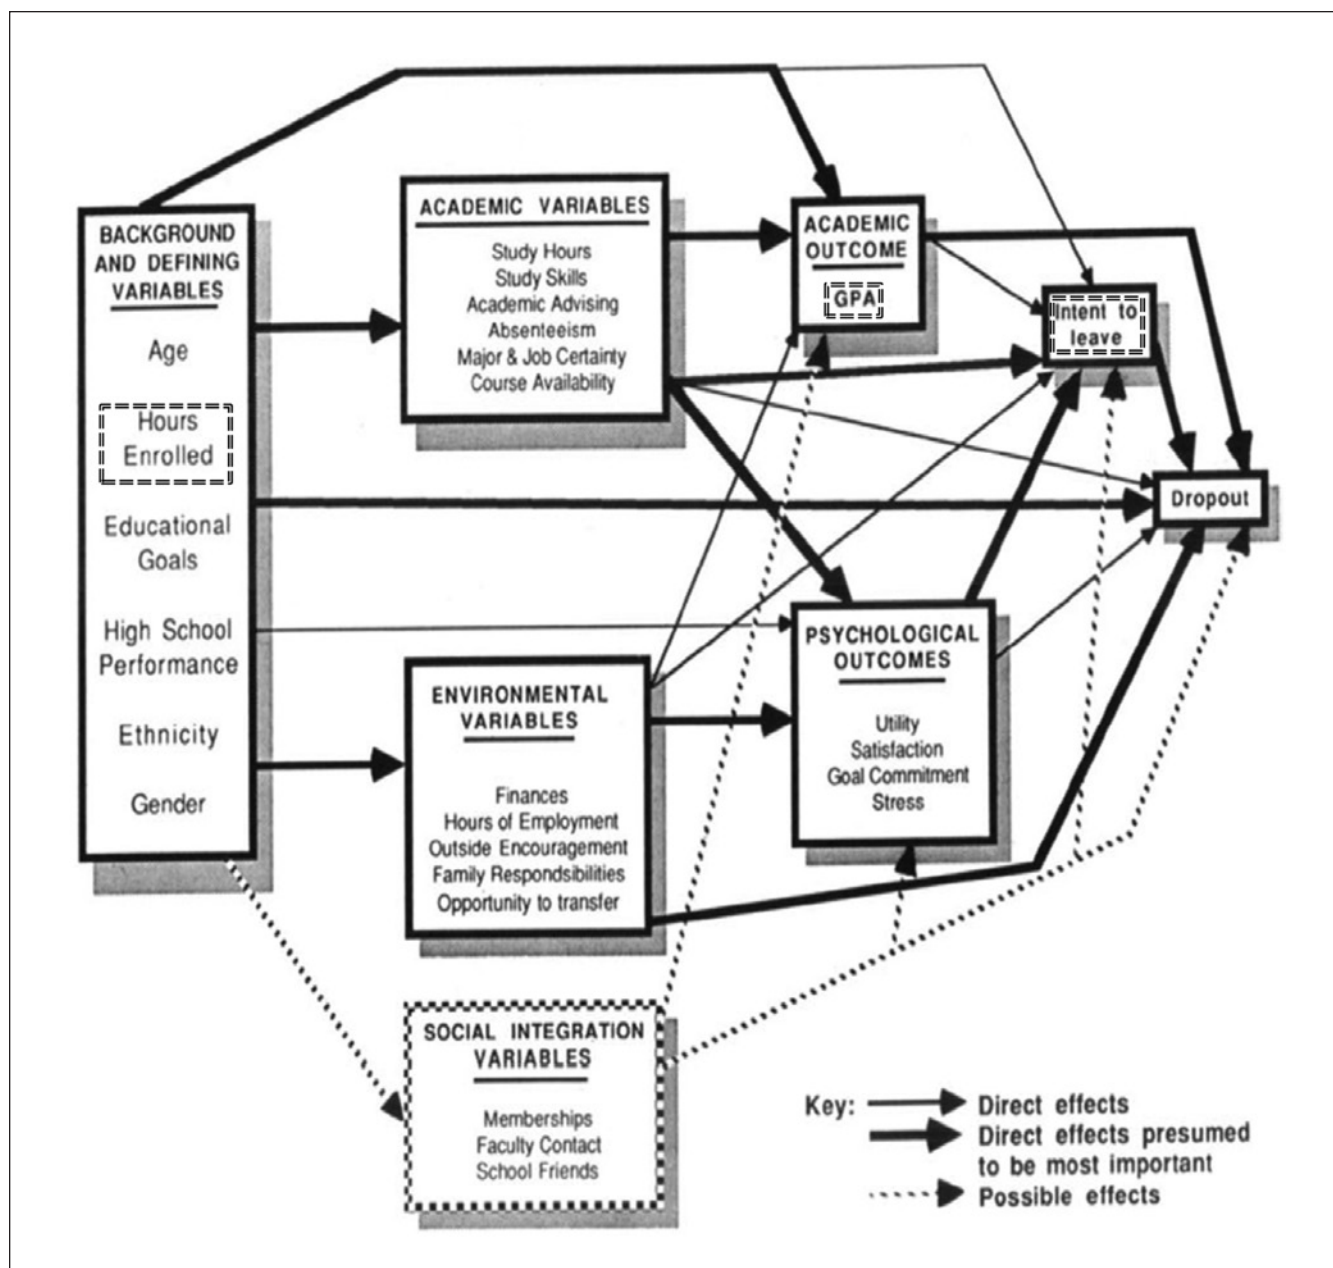 BACKGROUND
AND DEFINING
VARIABLES
Age
Hours
Enrolled
Educational
Goals
High School
Performance
Ethnicity
Gender
ACADEMIC VARIABLES
Study Hours
Study Skills
Academic Advising
Absenteeism
Major & Job Certainty
Course Availability
ENVIRONMENTAL
VARIABLES
Finances
Hours of Employment
Outside Encouragement
Family Respondsibilities
Opportunity to transfer
SOCIAL INTEGRATION
VARIABLES
Memberships
Faculty Contact
School Friends
ACADEMIC
OUTCOME
GPA
PSYCHOLOGICAL
OUTCOMES
Utility
Satisfaction
Goal Commitment
Stress
Intent to
leave
Dropout
Key:
Direct effects
Direct effects presumed
to be most important
Possible effects